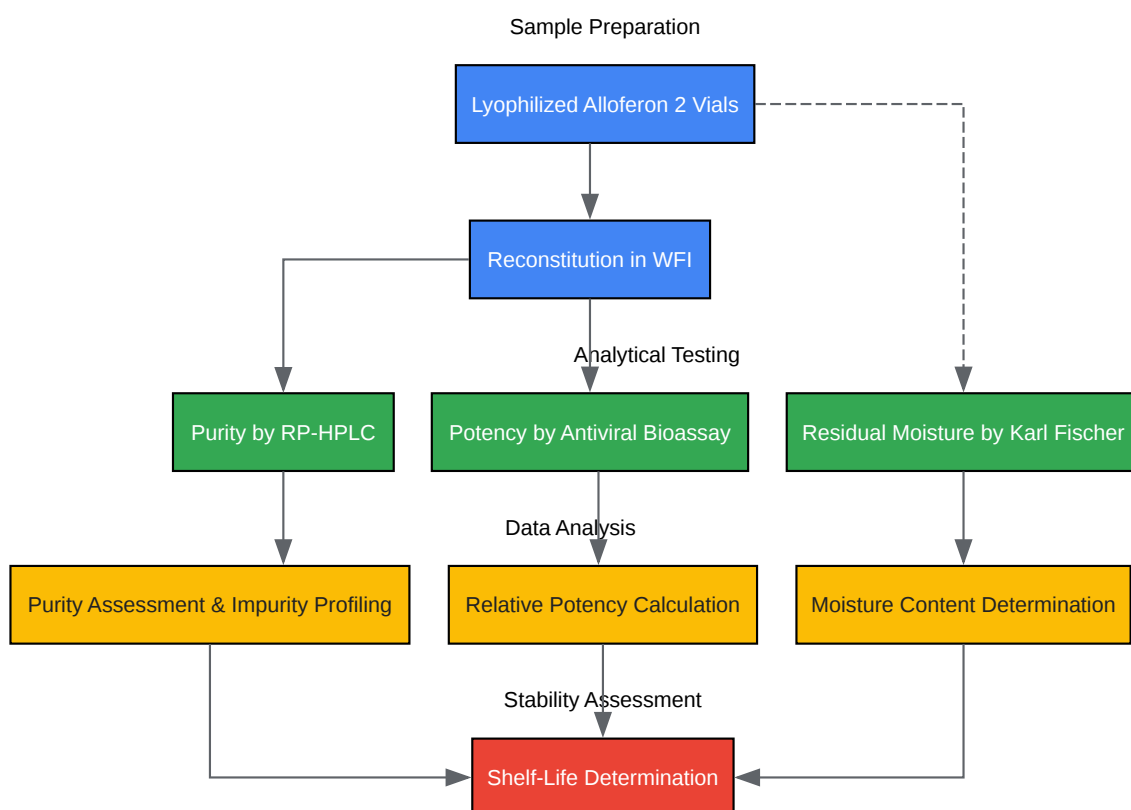 Sample Preparation
Lyophilized Alloferon 2 Vials
Reconstitution in WFI
Analytical Testing
Purity by RP-HPLC
Potency by Antiviral Bioassay
Residual Moisture by Karl Fischer
Data Analysis
Purity Assessment & Impurity Profiling
Relative Potency Calculation
Moisture Content Determination
Stability Assessment
Shelf-Life Determination